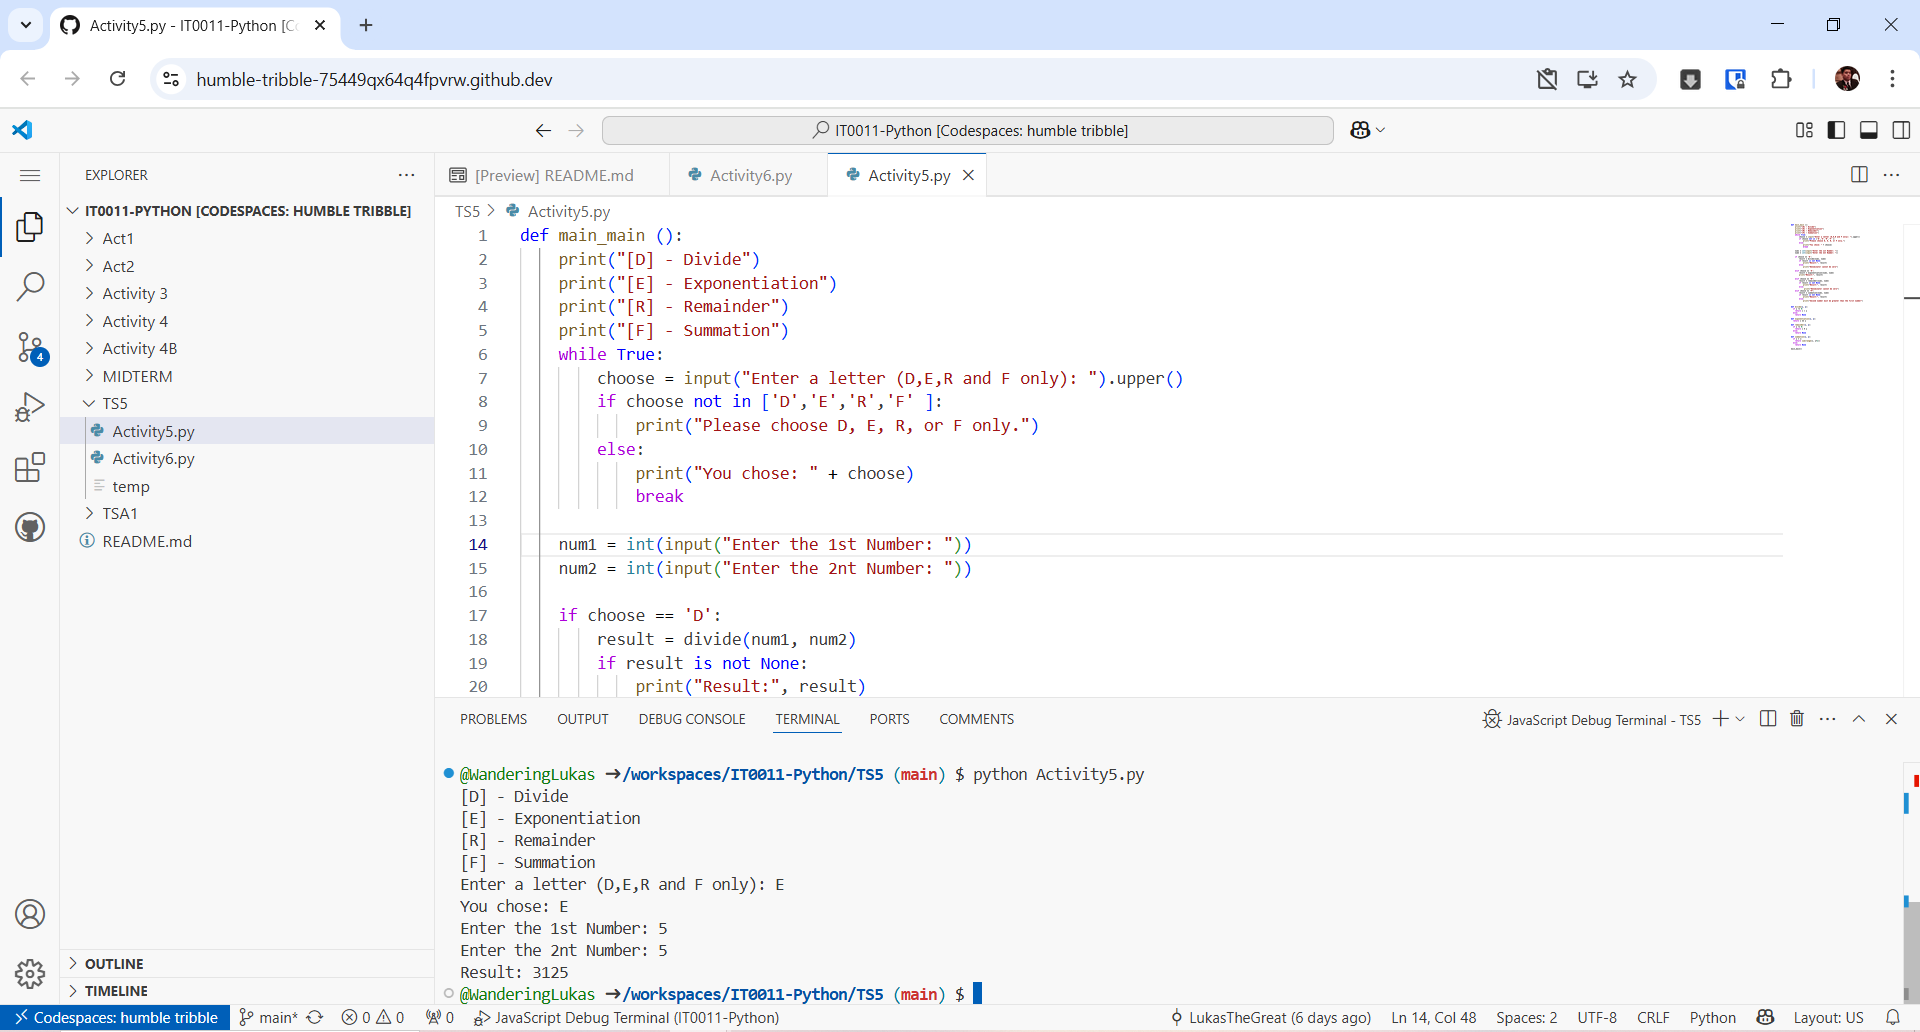 Activity5.py - IT0011-Python [C
humble-tribble-75449qx64q4fpvrw.github.dev
IT0011-Python [Codespaces: humble tribble]
EXPLORER
IT0011-PYTHON [CODESPACES: HUMBLE TRIBBLE]
Act1
Act2
Activity 3
Activity 4
Activity 4B
MIDTERM
TS5
Activity5.py
Activity6.py
temp
TSA1
README.md
OUTLINE
TIMELINE
4
[Preview] README.md
Activity6.py
Activity5.py
TS5 > Activity5.py
1 def main_main ():
2 print("[D] - Divide")
3 print("[E] - Exponentiation")
4 print("[R] - Remainder")
5 print("[F] - Summation")
6 while True:
7 choose = input("Enter a letter (D,E,R and F only): ").upper()
8 if choose not in ['D','E','R','F' ]:
9 print("Please choose D, E, R, or F only.")
10 else:
11 print("You chose: " + choose)
12 break
13
14 num1 = int(input("Enter the 1st Number: "))
15 num2 = int(input("Enter the 2nt Number: "))
16
17 if choose == 'D':
18 result = divide(num1, num2)
19 if result is not None:
20 print("Result:", result)
PROBLEMS OUTPUT DEBUG CONSOLE TERMINAL PORTS COMMENTS
JavaScript Debug Terminal - TS5
@WanderingLukas ➜/workspaces/IT0011-Python/TS5 (main) $ python Activity5.py
[D] - Divide
[E] - Exponentiation
[R] - Remainder
[F] - Summation
Enter a letter (D,E,R and F only): E
You chose: E
Enter the 1st Number: 5
Enter the 2nt Number: 5
Result: 3125
@WanderingLukas ➜/workspaces/IT0011-Python/TS5 (main) $
Codespaces: humble tribble main* 0 0 0 JavaScript Debug Terminal (IT0011-Python) LukasTheGreat (6 days ago) Ln 14, Col 48 Spaces: 2 UTF-8 CRLF Python Layout: US